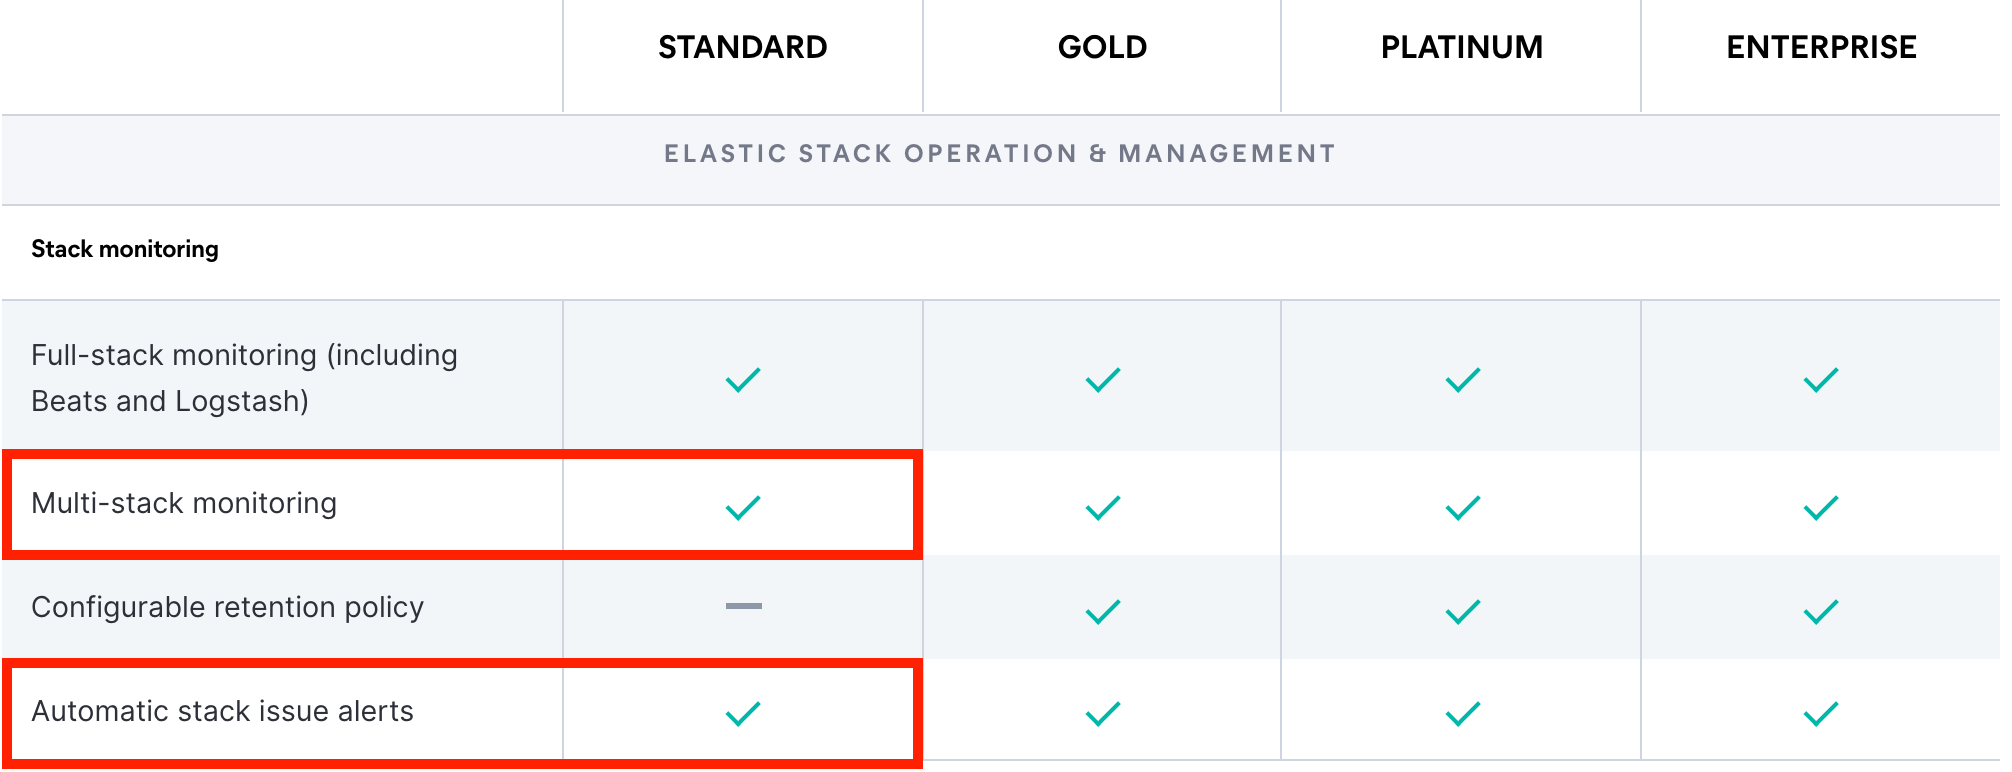 STANDARD GOLD PLATINUM ENTERPRISE
ELASTIC STACK OPERATION & MANAGEMENT
Stack monitoring
Full-stack monitoring (including
Beats and Logstash)
Multi-stack monitoring
Configurable retention policy
Automatic stack issue alerts